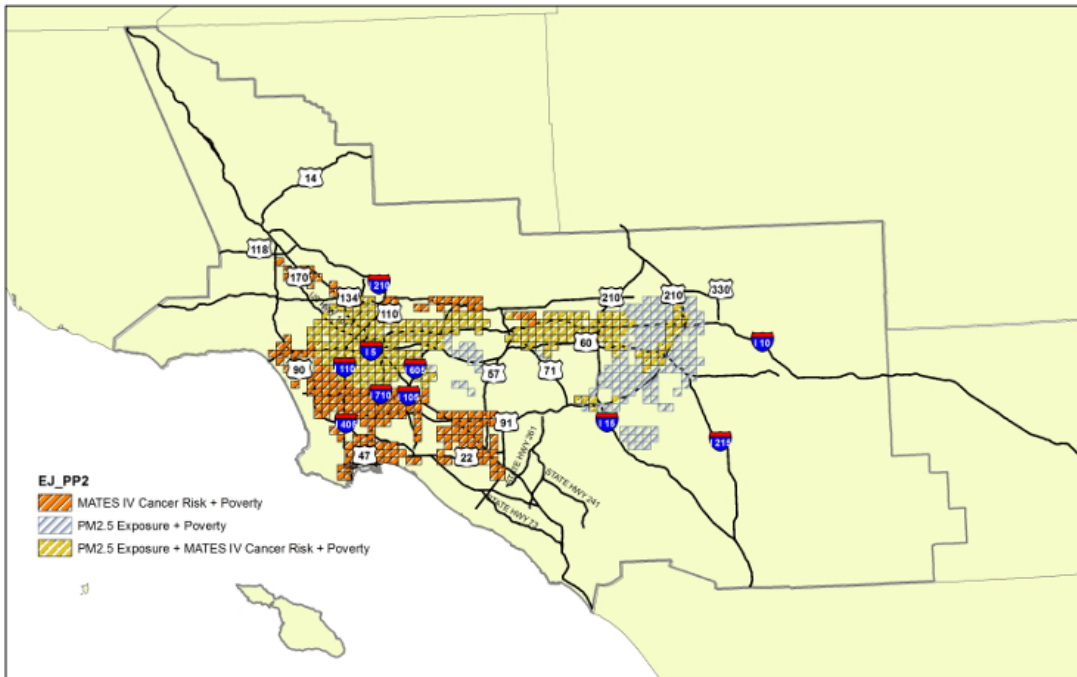 14
118
170
I 210
134
110
210
210
330
I 10
I 5
60
90
I 110
I 605
57
71
I 710
I 105
I 405
91
I 15
I 215
47
22
STATE HWY 261
STATE HWY 241
STATE HWY 73
EJ_PP2
MATES IV Cancer Risk + Poverty
PM2.5 Exposure + Poverty
PM2.5 Exposure + MATES IV Cancer Risk + Poverty